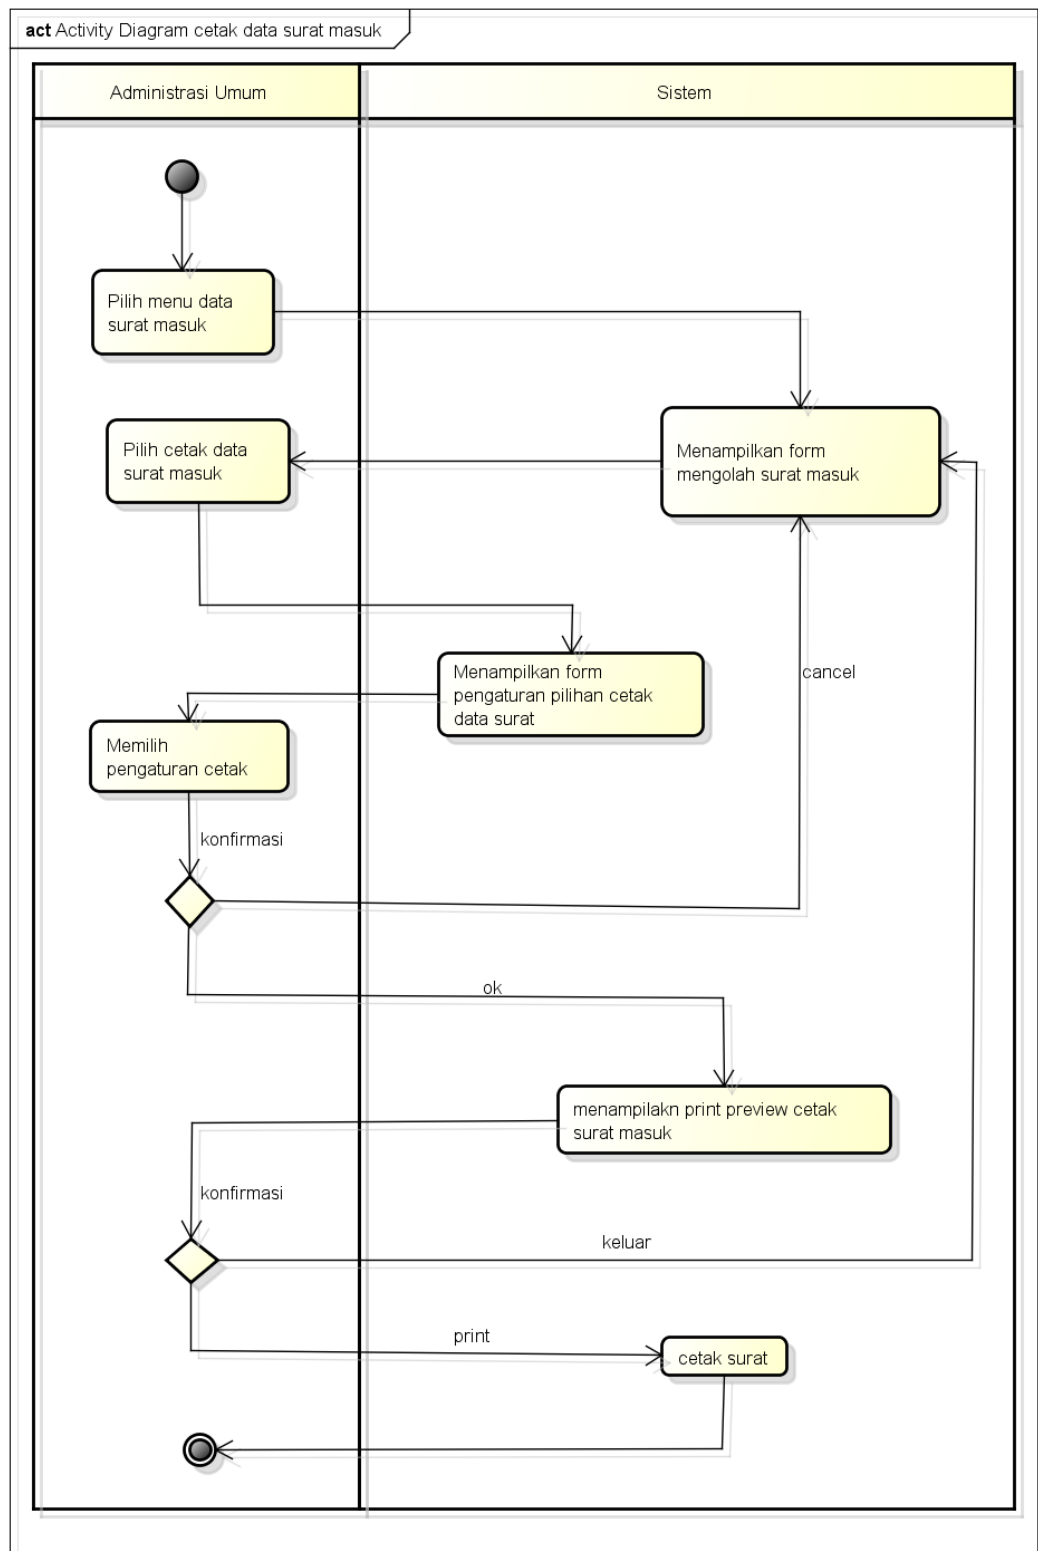 act Activity Diagram cetak data surat masuk
Administrasi Umum
Sistem
Pilih menu data
surat masuk
Menampilkan form
mengolah surat masuk
Pilih cetak data
surat masuk
Menampilkan form
pengaturan pilihan cetak
data surat
cancel
Memilih
pengaturan cetak
konfirmasi
ok
menampilakn print preview cetak
surat masuk
konfirmasi
keluar
print
cetak surat